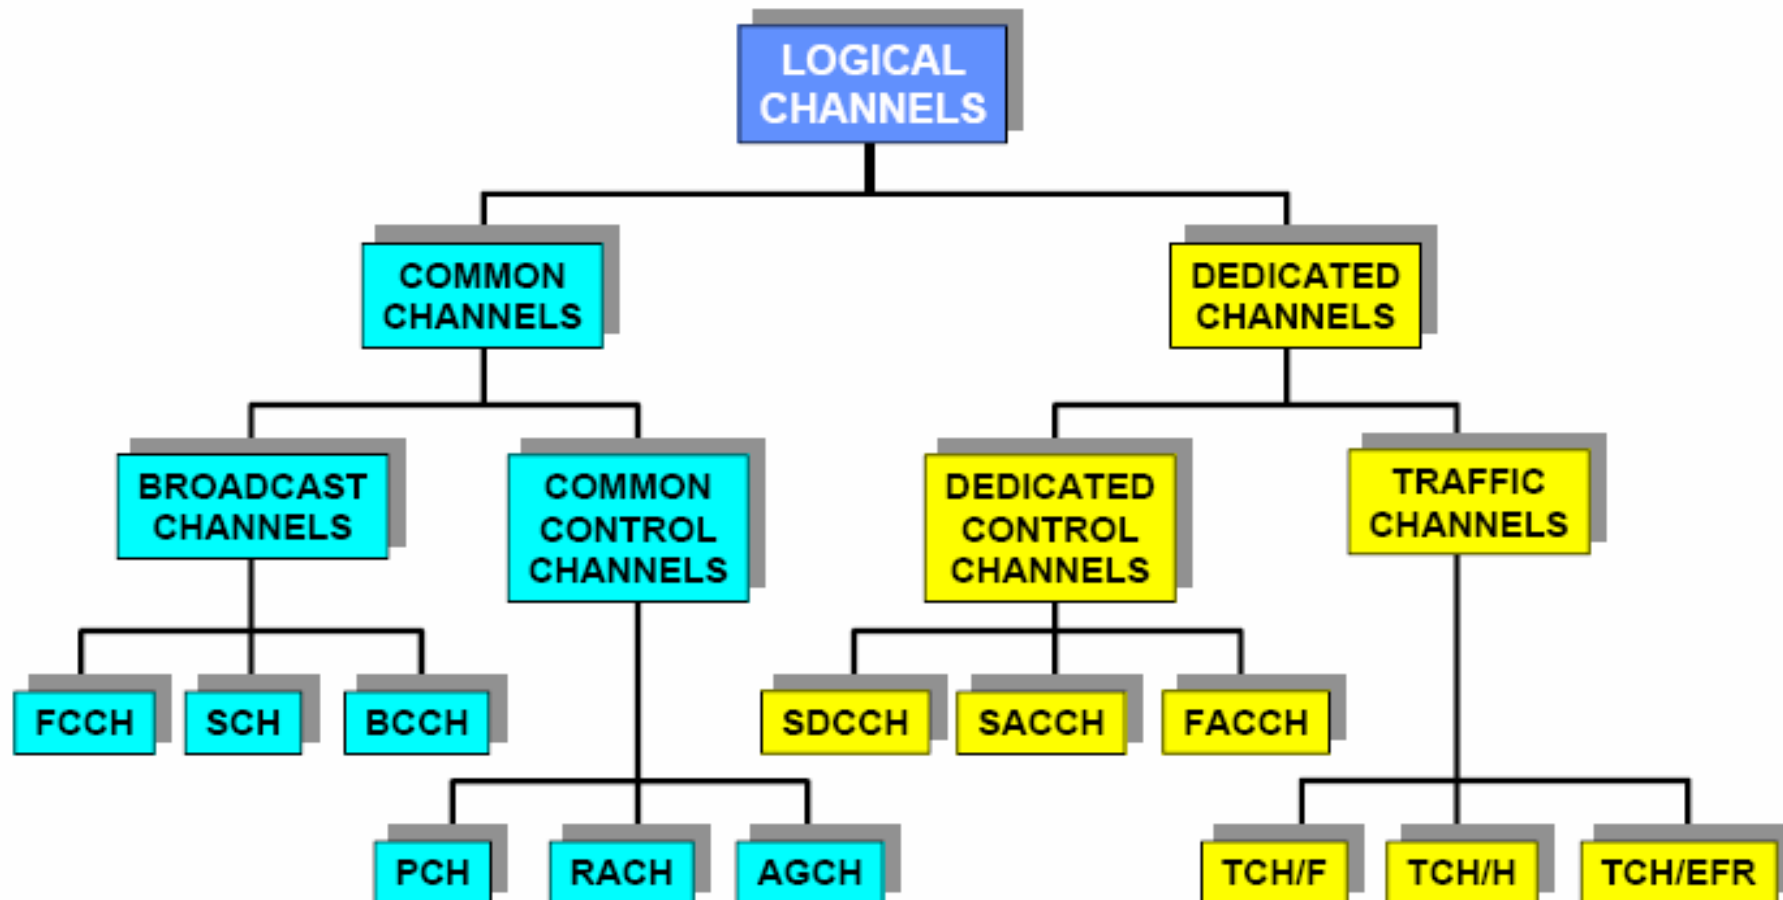 LOGICAL
CHANNELS
COMMON
CHANNELS
DEDICATED
CHANNELS
BROADCAST
CHANNELS
COMMON
CONTROL
CHANNELS
DEDICATED
CONTROL
CHANNELS
TRAFFIC
CHANNELS
FCCH
SCH
BCCH
SDCCH
SACCH
FACCH
PCH
RACH
AGCH
TCH/F
TCH/H
TCH/EFR